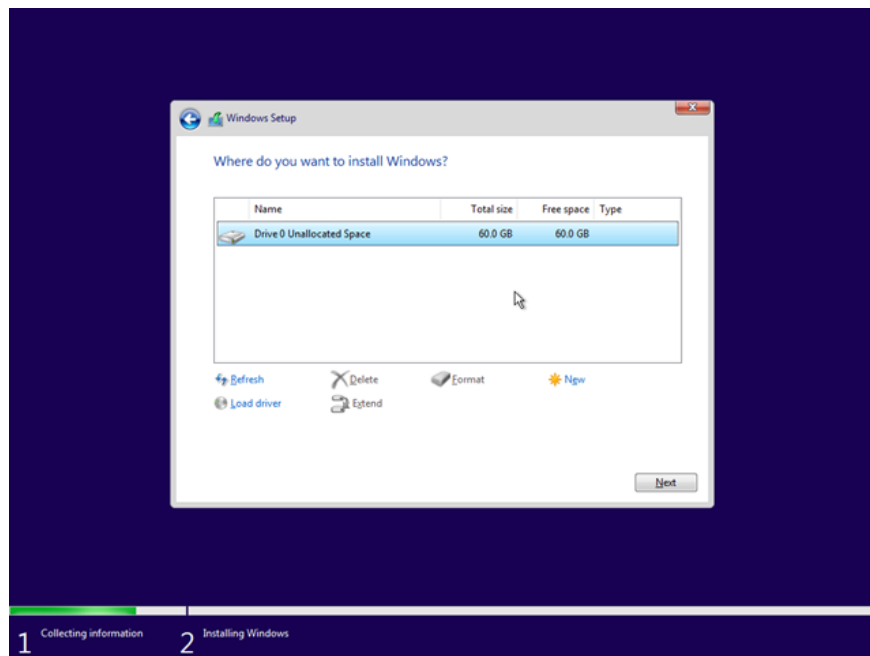 Windows Setup
X
Where do you want to install Windows?
Name Total size Free space Type
Drive 0 Unallocated Space 60.0 GB 60.0 GB
Refresh Delete Format New
Load driver Extend
Next
1 Collecting information 2 Installing Windows